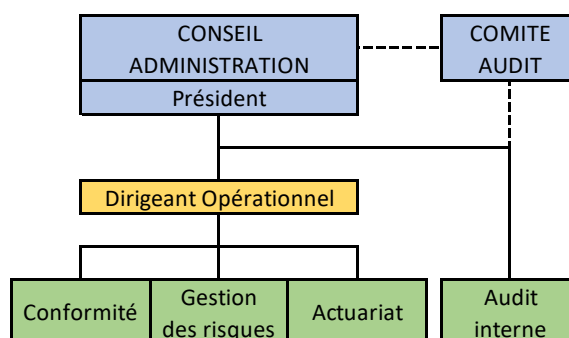 CONSEIL
ADMINISTRATION
Président
COMITE
AUDIT
Dirigeant Opérationnel
Conformité
Gestion
des risques
Actuariat
Audit
interne